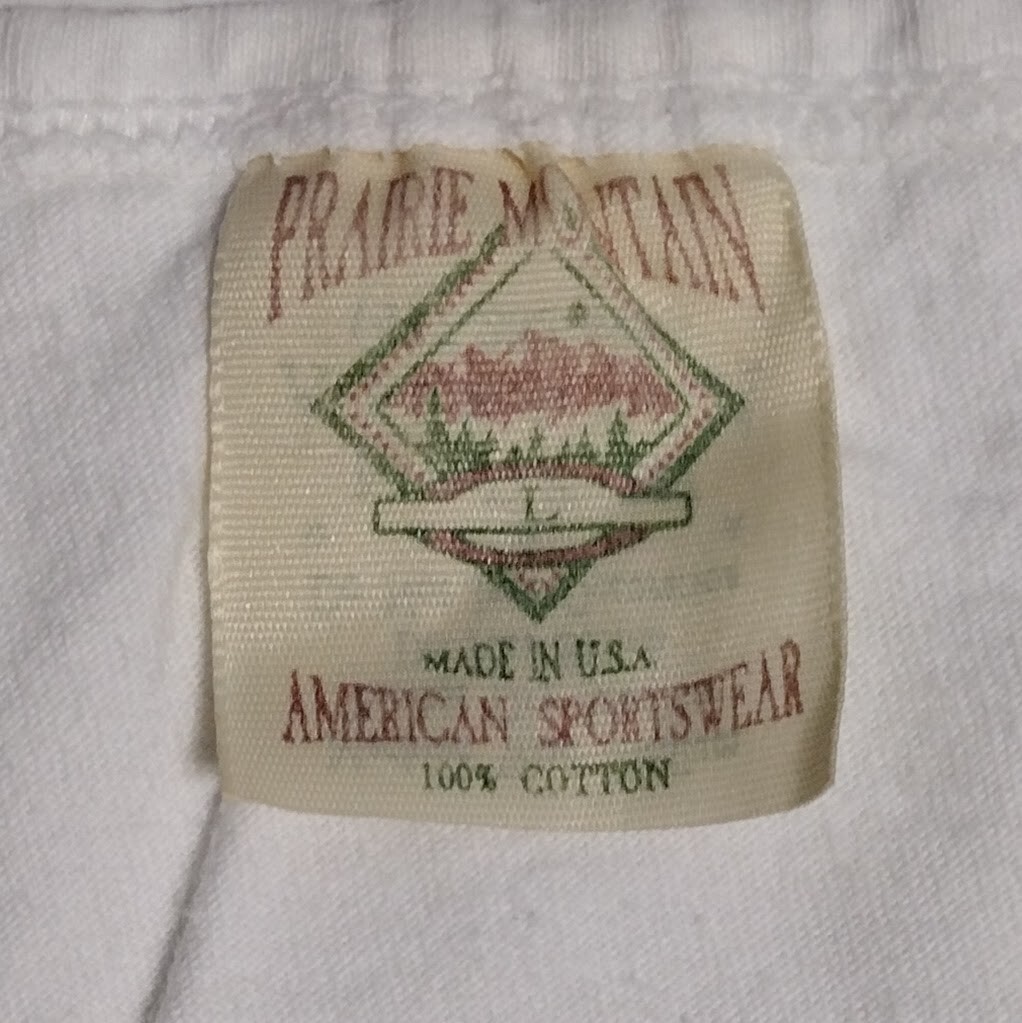 PRAIRIE MOUNTAIN
L
MADE IN U.S.A.
AMERICAN SPORTSWEAR
100% COTTON